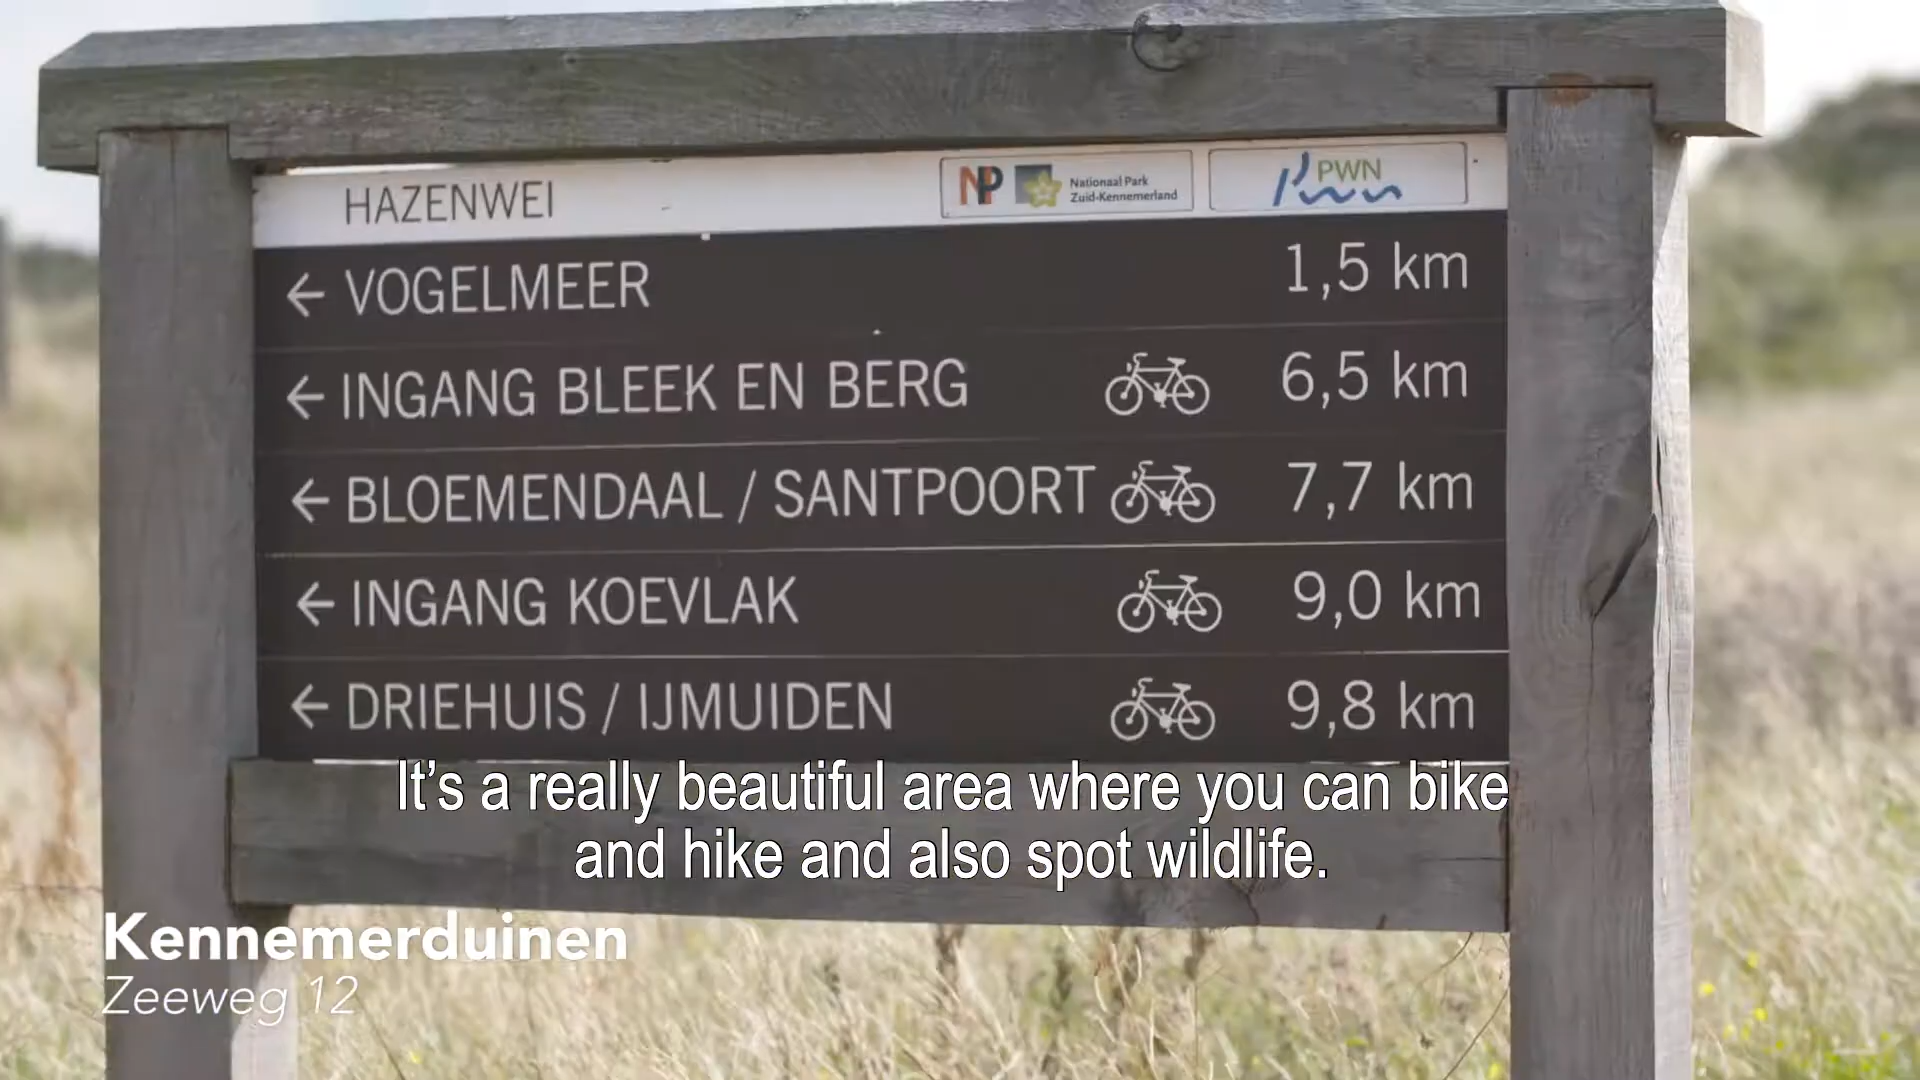 HAZENWEI
NP Nationaal Park
Zuid-Kennemerland
PWN
← VOGELMEER 1,5 km
← INGANG BLEEK EN BERG 6,5 km
← BLOEMENDAAL / SANTPOORT 7,7 km
← INGANG KOEVLAK 9,0 km
← DRIEHUIS / IJMUIDEN 9,8 km
It's a really beautiful area where you can bike
and hike and also spot wildlife.
Kennemerduinen
Zeeweg 12